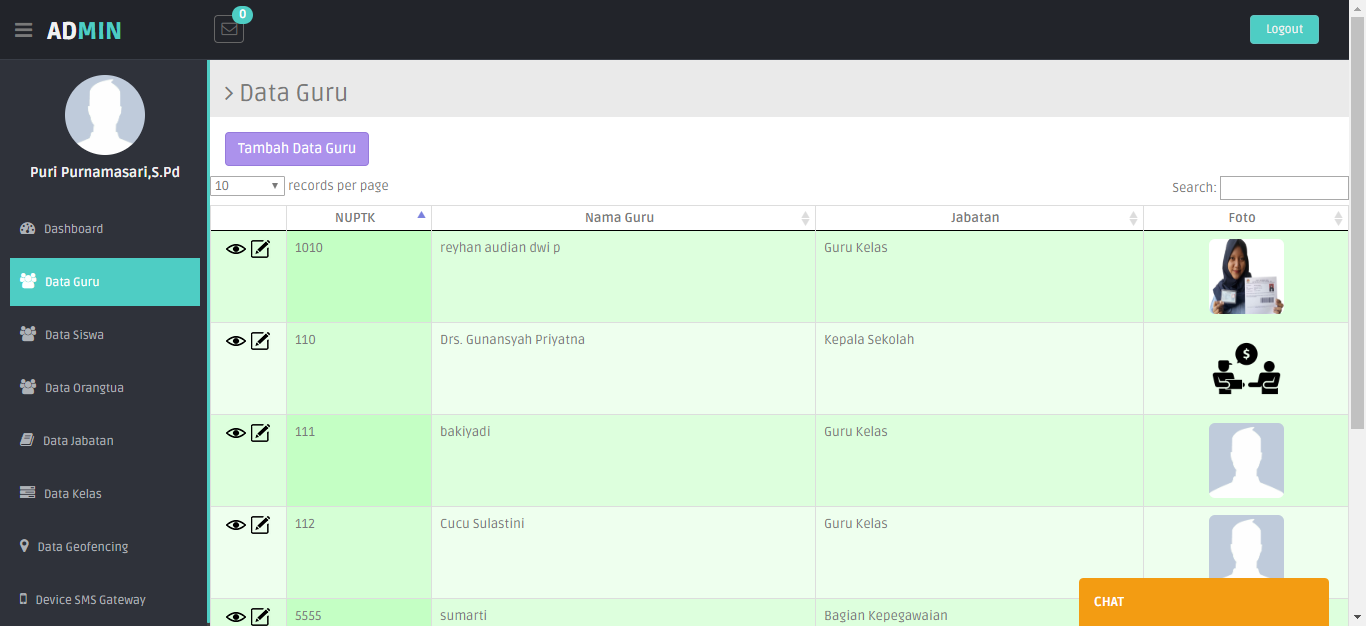 ADMIN
0
Logout
Puri Purnamasari,S.Pd
Dashboard
Data Guru
Data Siswa
Data Orangtua
Data Jabatan
Data Kelas
Data Geofencing
Device SMS Gateway
> Data Guru
Tambah Data Guru
10 records per page
Search:
NUPTK Nama Guru Jabatan Foto
1010 reyhan audian dwi p Guru Kelas
110 Drs. Gunansyah Priyatna Kepala Sekolah
$
111 bakiyadi Guru Kelas
112 Cucu Sulastini Guru Kelas
5555 sumarti Bagian Kepegawaian
CHAT